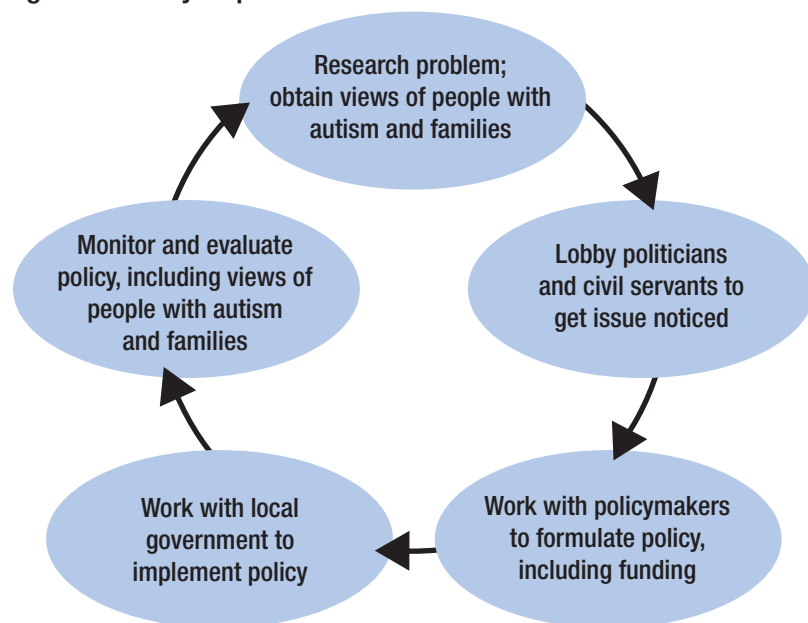 Research problem;
obtain views of people with
autism and families
Lobby politicians
and civil servants to
get issue noticed
Work with policymakers
to formulate policy,
including funding
Work with local
government to
implement policy
Monitor and evaluate
policy, including views of
people with autism
and families